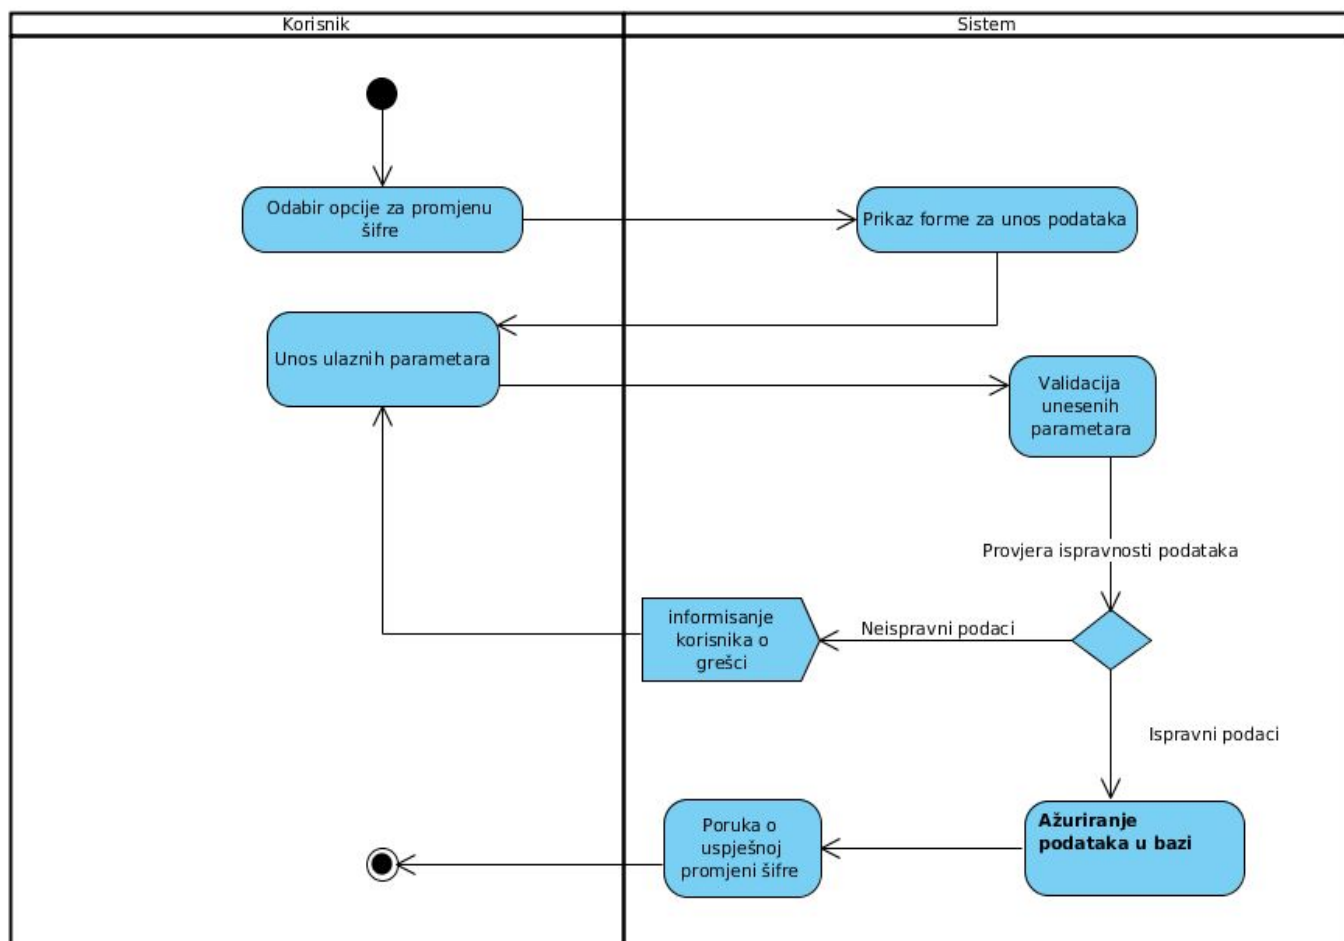 Korisnik
Sistem
Odabir opcije za promjenu
šifre
Prikaz forme za unos podataka
Unos ulaznih parametara
Validacija
unesenih
parametara
Provjera ispravnosti podataka
informisanje
korisnika o
grešci
Neispravni podaci
Ispravni podaci
Poruka o
uspješnoj
promjeni šifre
Ažuriranje
podataka u bazi